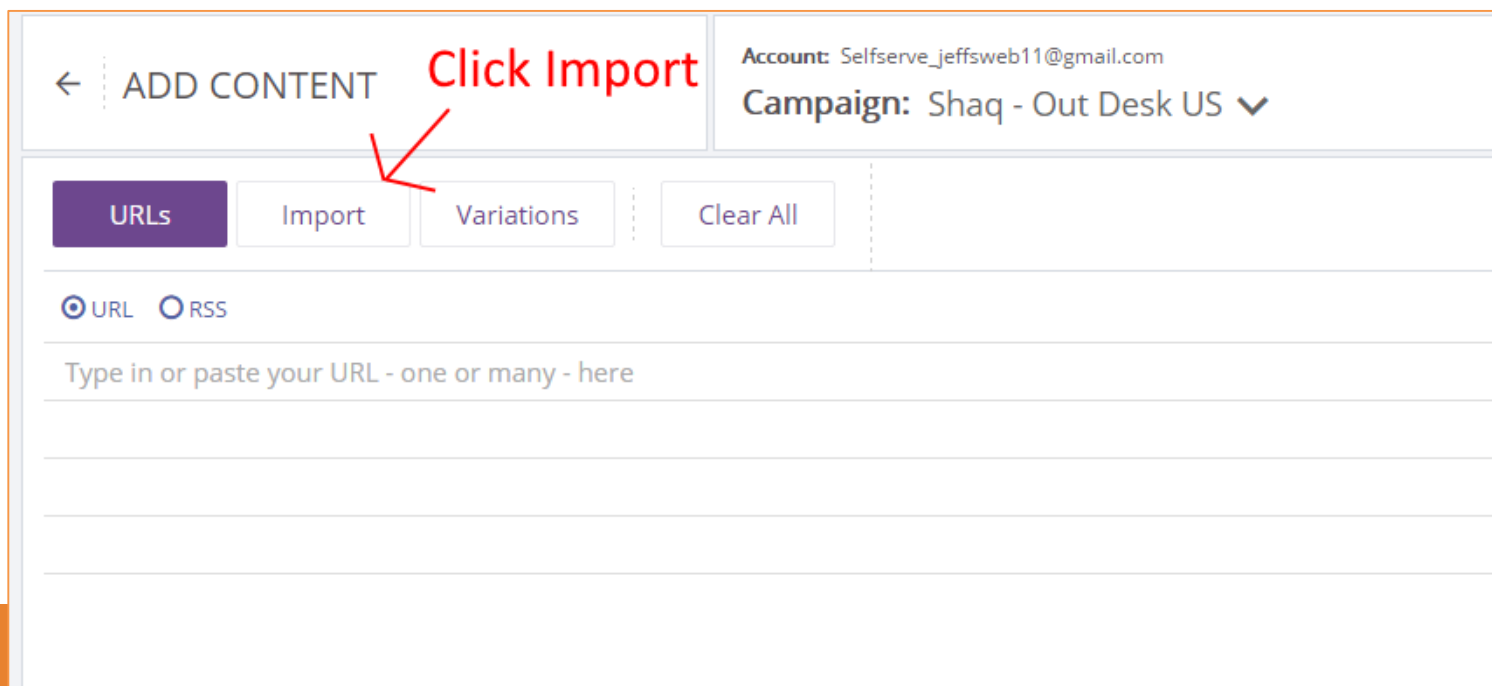 ADD CONTENT
Click Import
Account: Selfserve_jeffsweb11@gmail.com
Campaign: Shaq - Out Desk US
URLs
Import
Variations
Clear All
URL
RSS
Type in or paste your URL - one or many - here